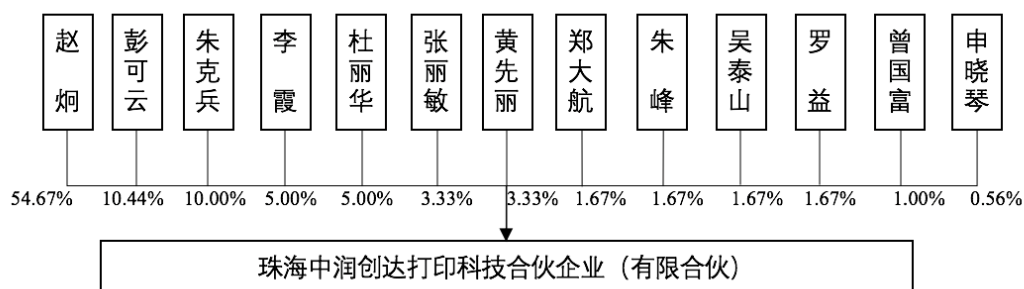 赵炯
彭可云
朱克兵
李霞
杜丽华
张丽敏
黄先丽
郑大航
朱峰
吴泰山
罗益
曾国富
申晓琴
54.67% 10.44% 10.00% 5.00% 5.00% 3.33% 3.33% 1.67% 1.67% 1.67% 1.67% 1.00% 0.56%
珠海中润创达打印科技合伙企业（有限合伙）